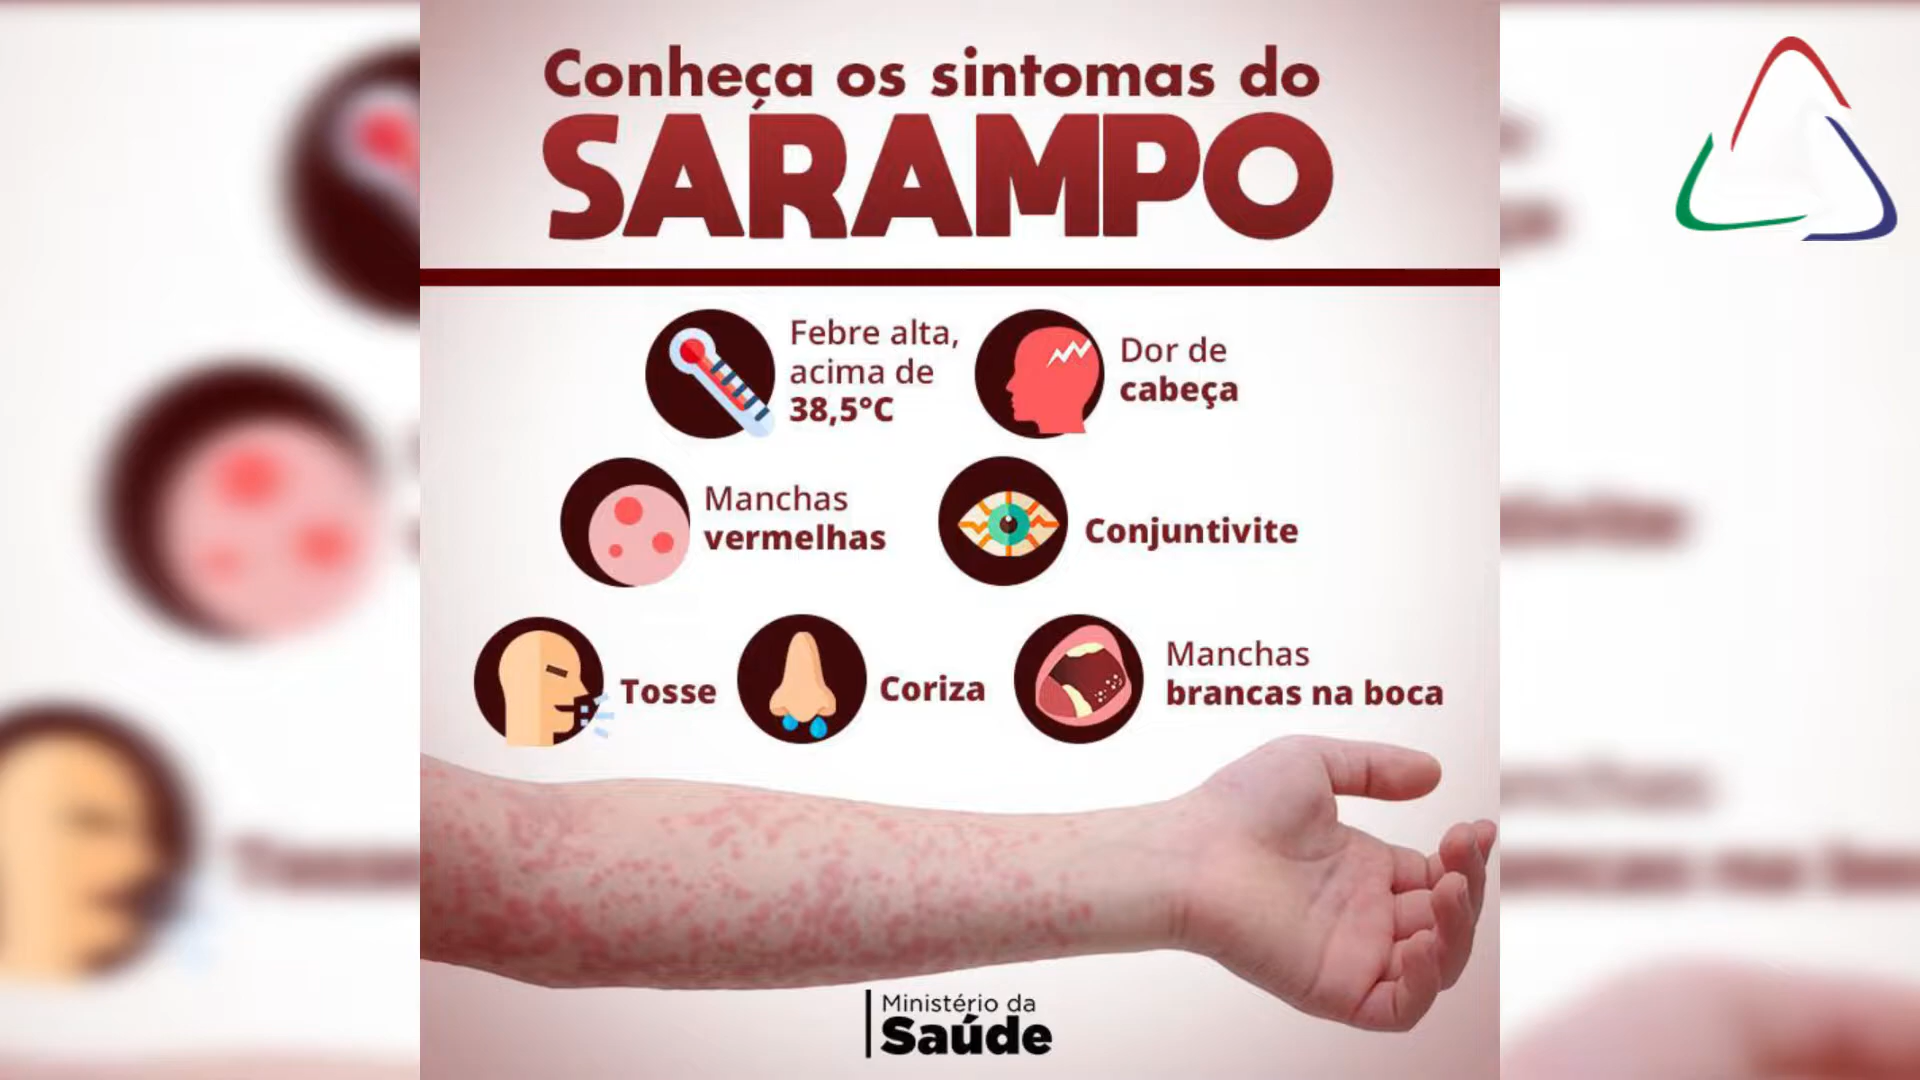 Conheça os sintomas do
SARAMPO
Febre alta,
acima de
38,5°C
Dor de
cabeça
Manchas
vermelhas
Conjuntivite
Tosse
Coriza
Manchas
brancas na boca
Ministério da
Saúde